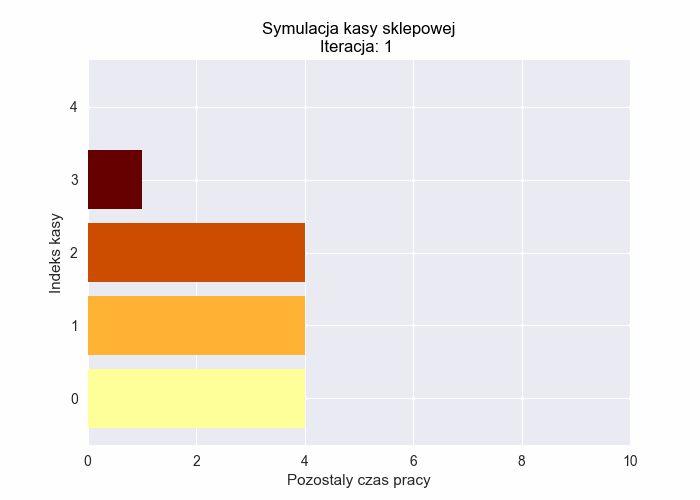 Symulacja kasy sklepowej
Iteracja: 1
Indeks kasy
4
3
2
1
0
0 2 4 6 8 10
Pozostaly czas pracy